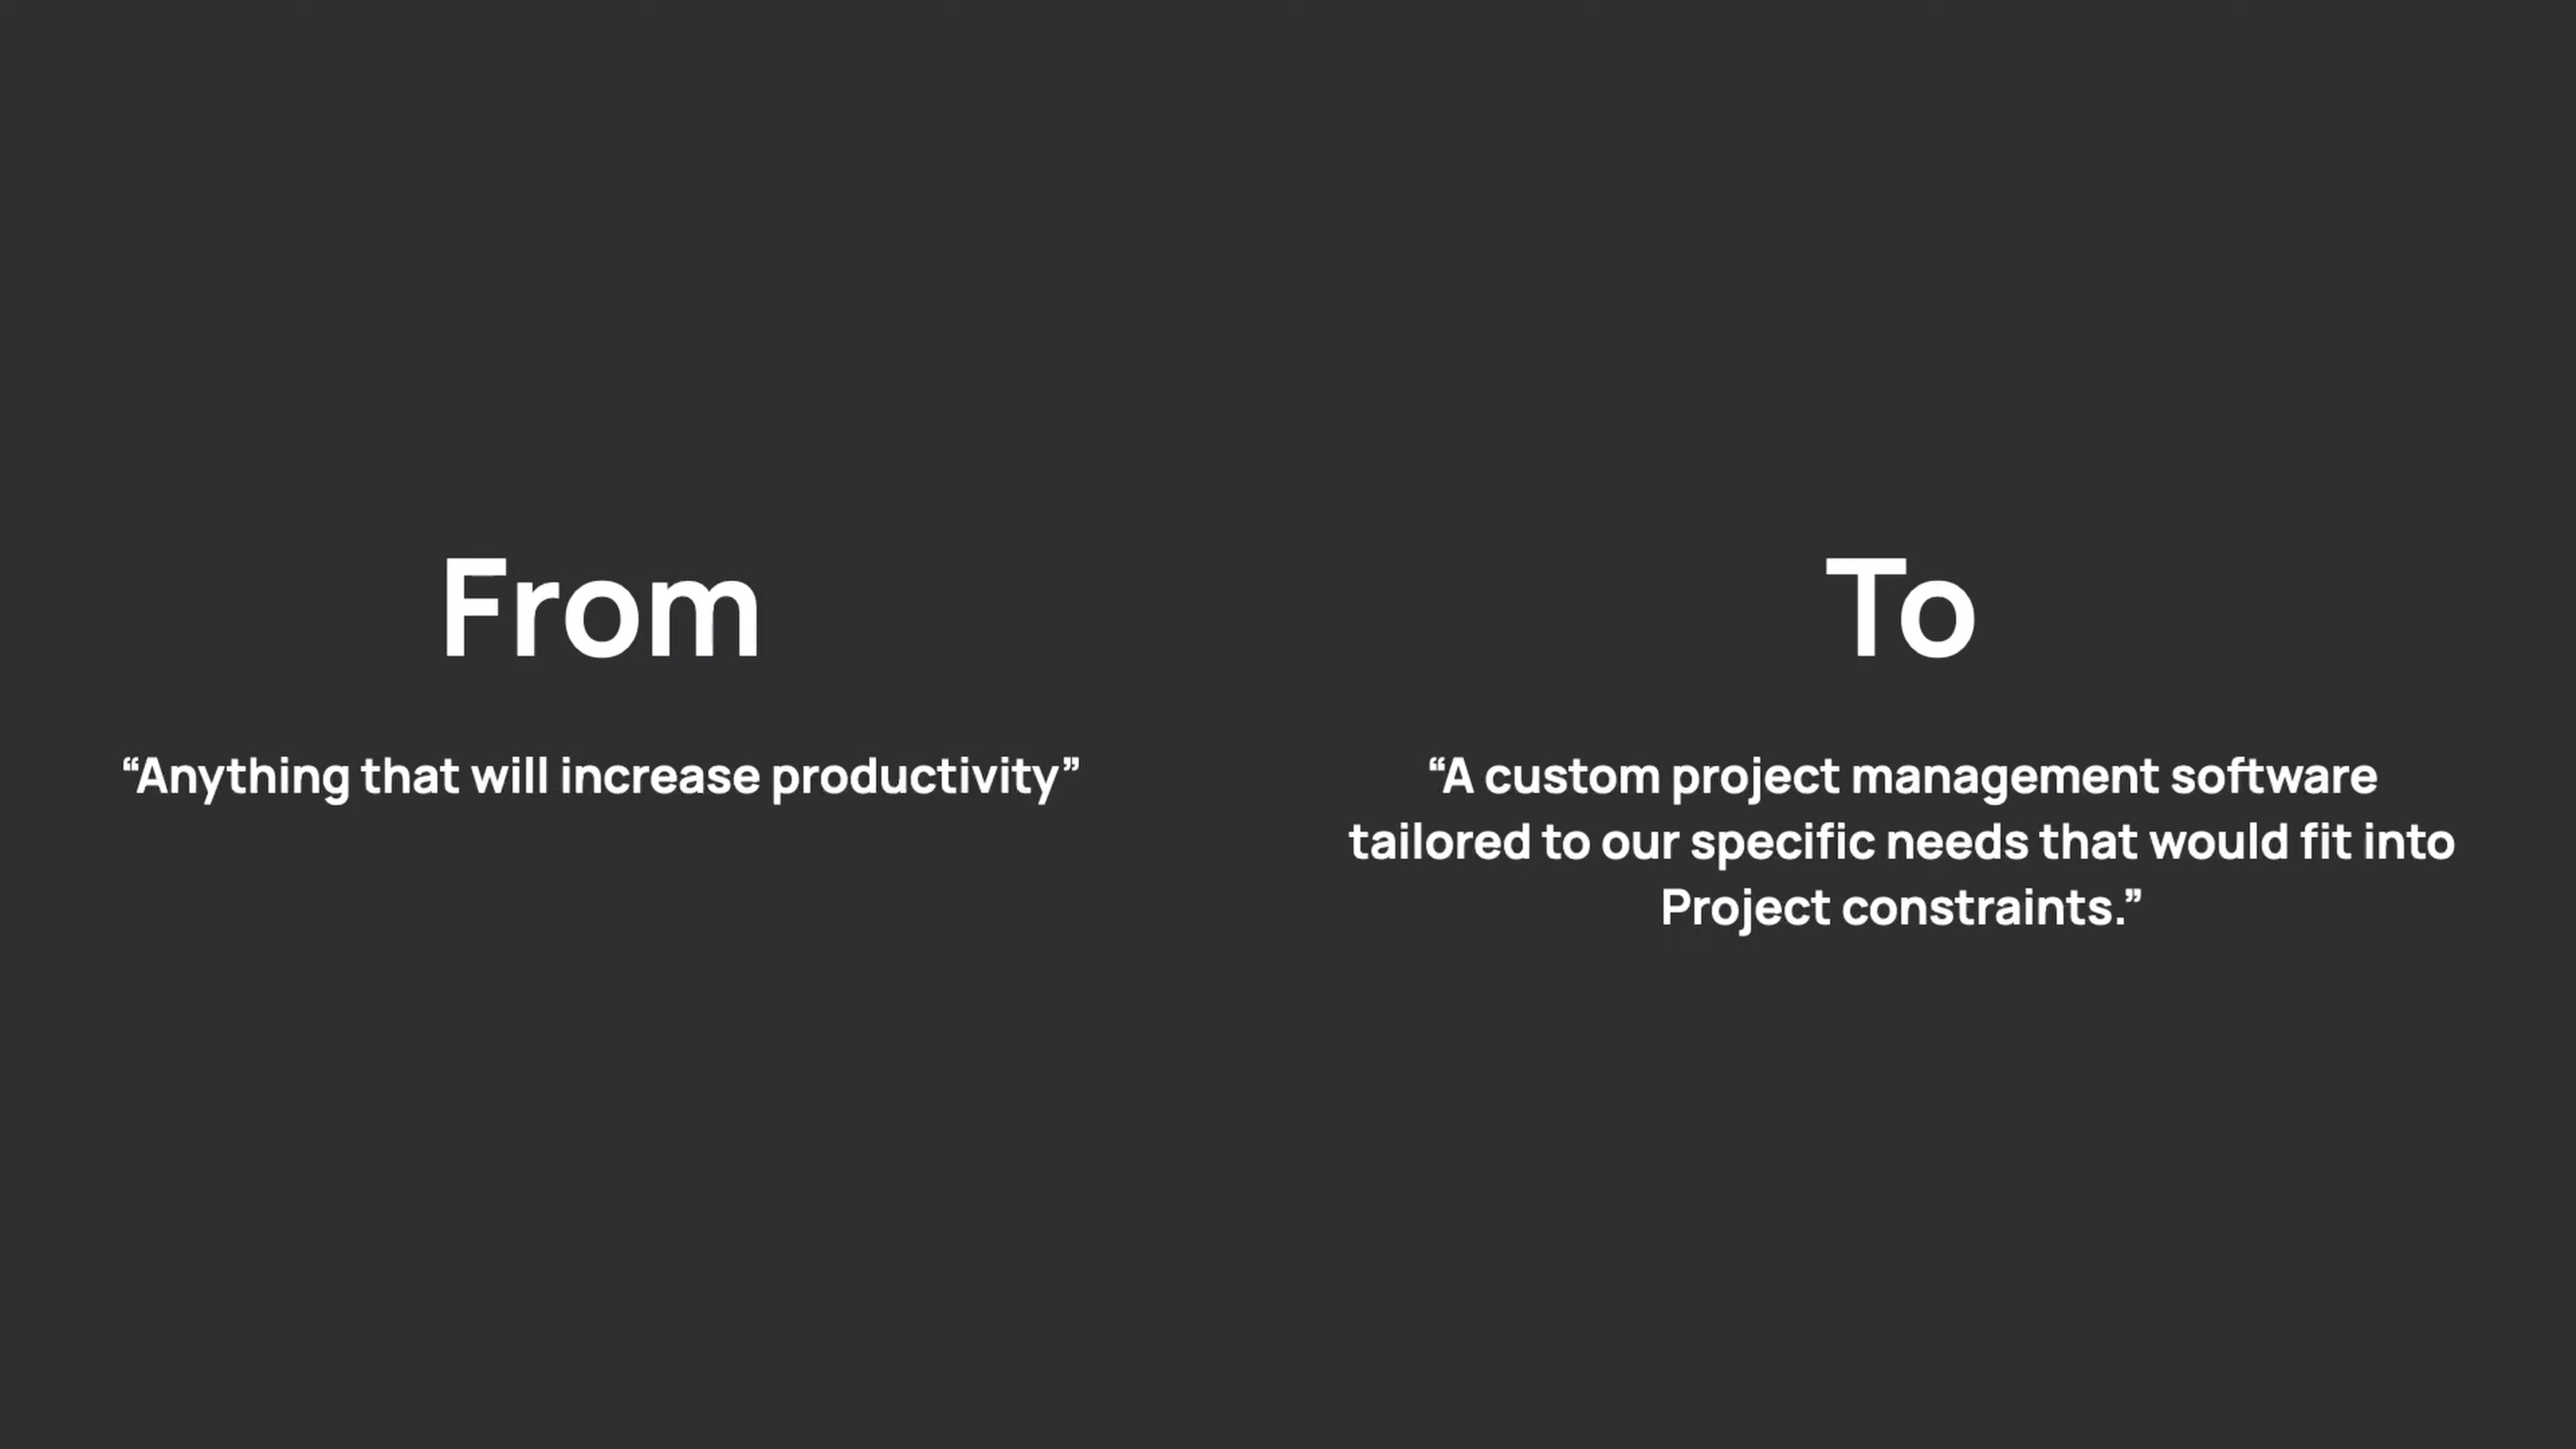 From
“Anything that will increase productivity”
To
“A custom project management software
tailored to our specific needs that would fit into
Project constraints.”